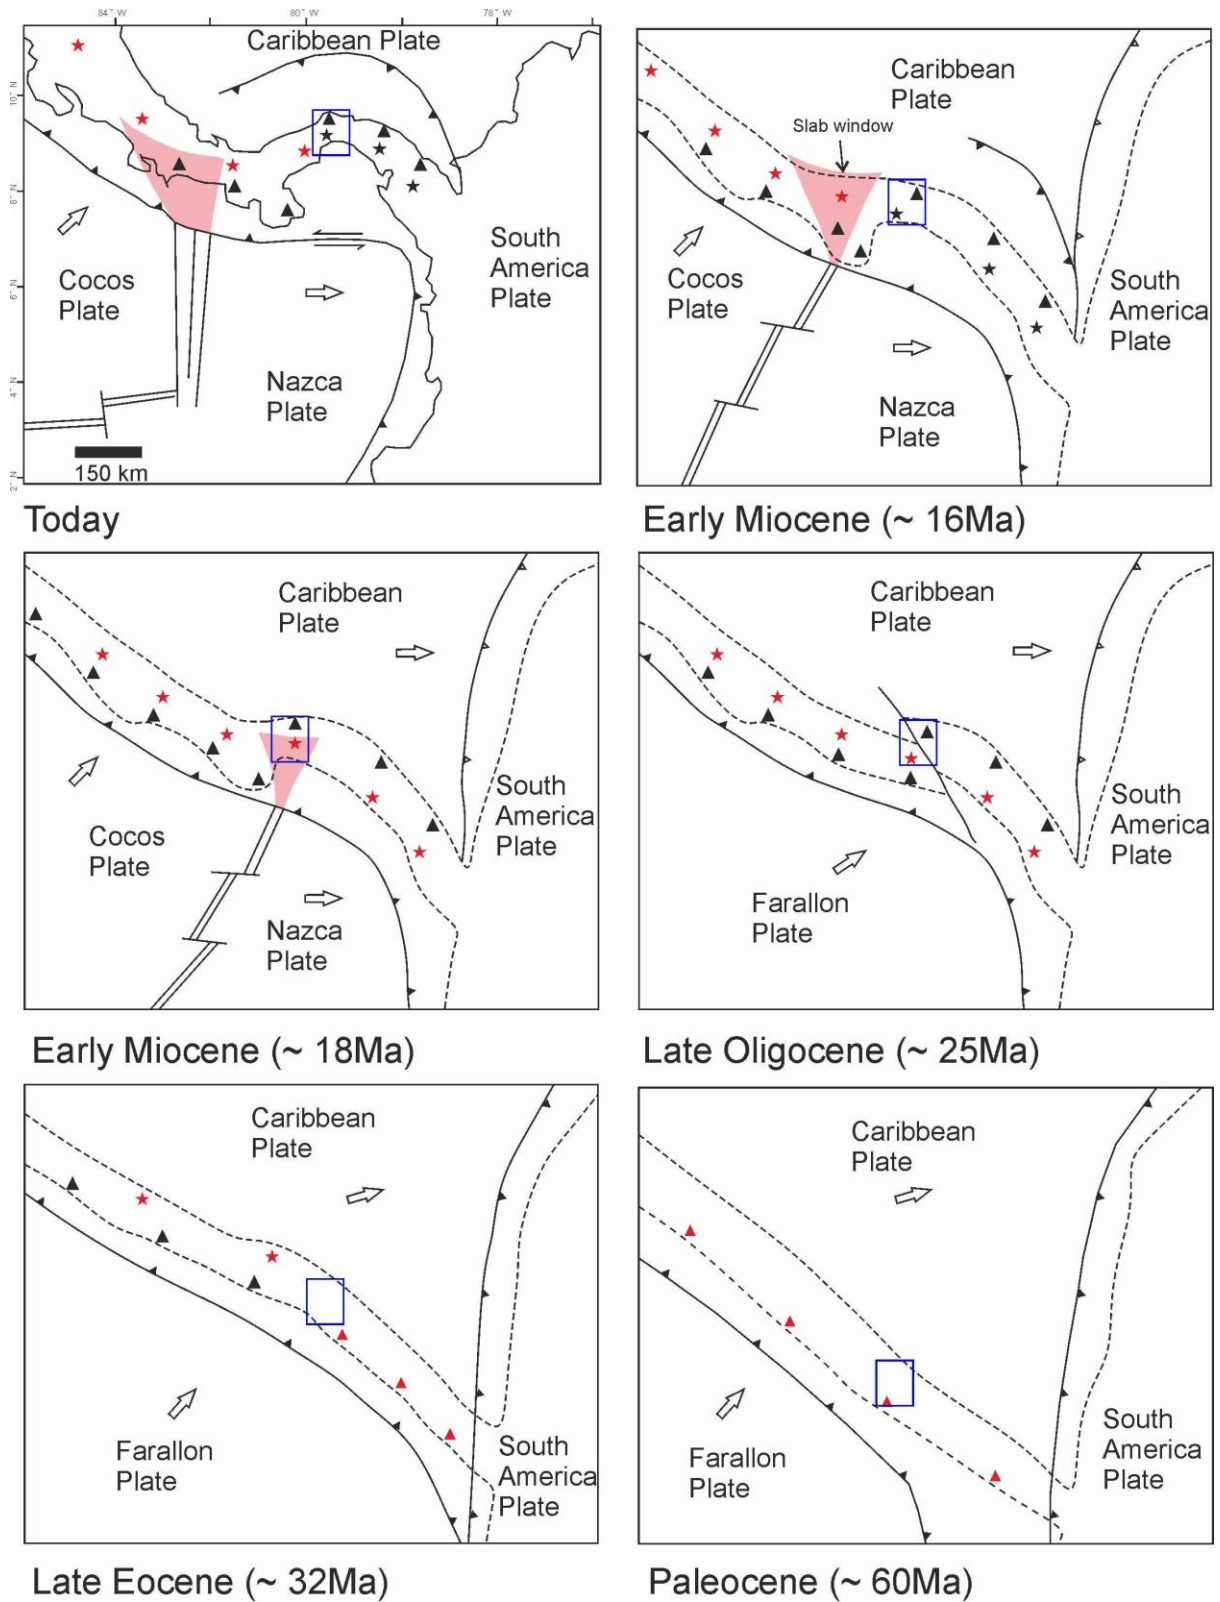 84° W
80° W
78° W
10° N
8° N
6° N
4° N
2° N
Caribbean Plate
South
America
Plate
Cocos
Plate
Nazca
Plate
150 km
Today
Caribbean
Plate
Slab window
Cocos
Plate
South
America
Plate
Nazca
Plate
Early Miocene (~ 16Ma)
Caribbean
Plate
South
America
Plate
Cocos
Plate
Nazca
Plate
Early Miocene (~ 18Ma)
Caribbean
Plate
South
America
Plate
Farallon
Plate
Late Oligocene (~ 25Ma)
Caribbean
Plate
Farallon
Plate
South
America
Plate
Late Eocene (~ 32Ma)
Caribbean
Plate
Farallon
Plate
South
America
Plate
Paleocene (~ 60Ma)